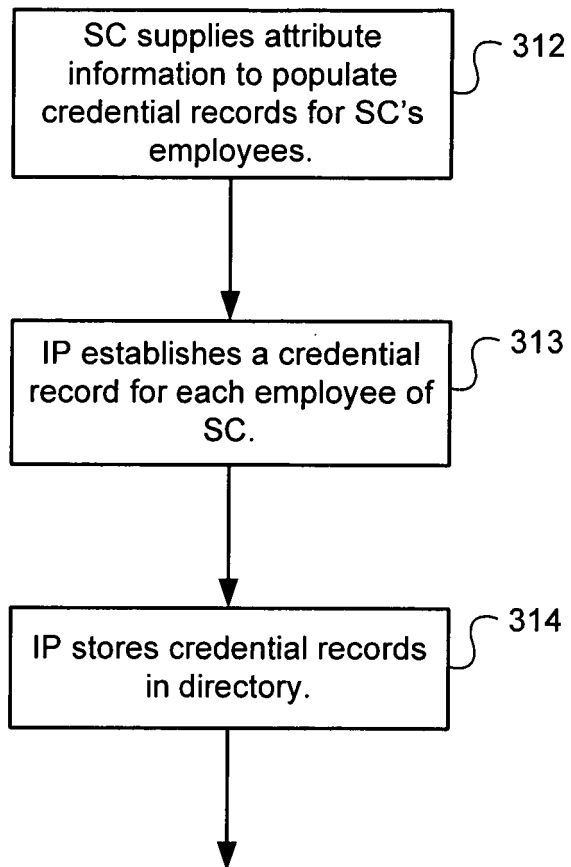 SC supplies attribute
information to populate
credential records for SC's
employees.
312
IP establishes a credential
record for each employee of
SC.
313
IP stores credential records
in directory.
314